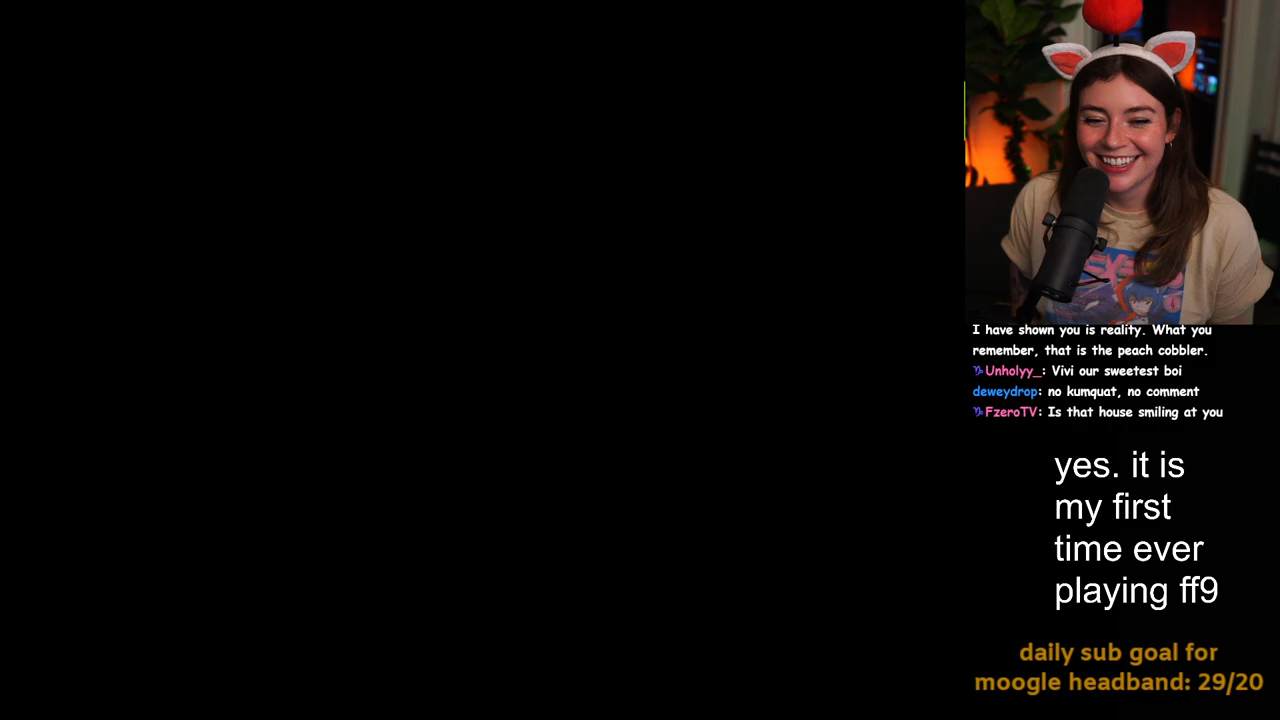 I have shown you is reality. What you
remember, that is the peach cobbler.
Unholyy_: Vivi our sweetest boi
deweydrop: no kumquat, no comment
FzeroTV: Is that house smiling at you
yes. it is
my first
time ever
playing ff9
daily sub goal for
moogle headband: 29/20